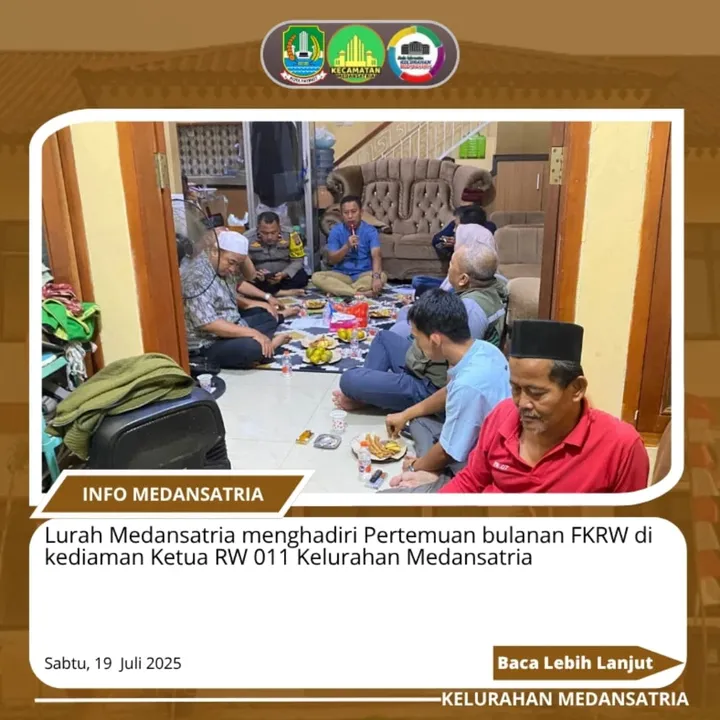 KECAMATAN
MEDANSATRIA
INFO MEDANSATRIA
Lurah Medansatria menghadiri Pertemuan bulanan FKRW di
kediaman Ketua RW 011 Kelurahan Medansatria
Sabtu, 19 Juli 2025
Baca Lebih Lanjut
KELURAHAN MEDANSATRIA